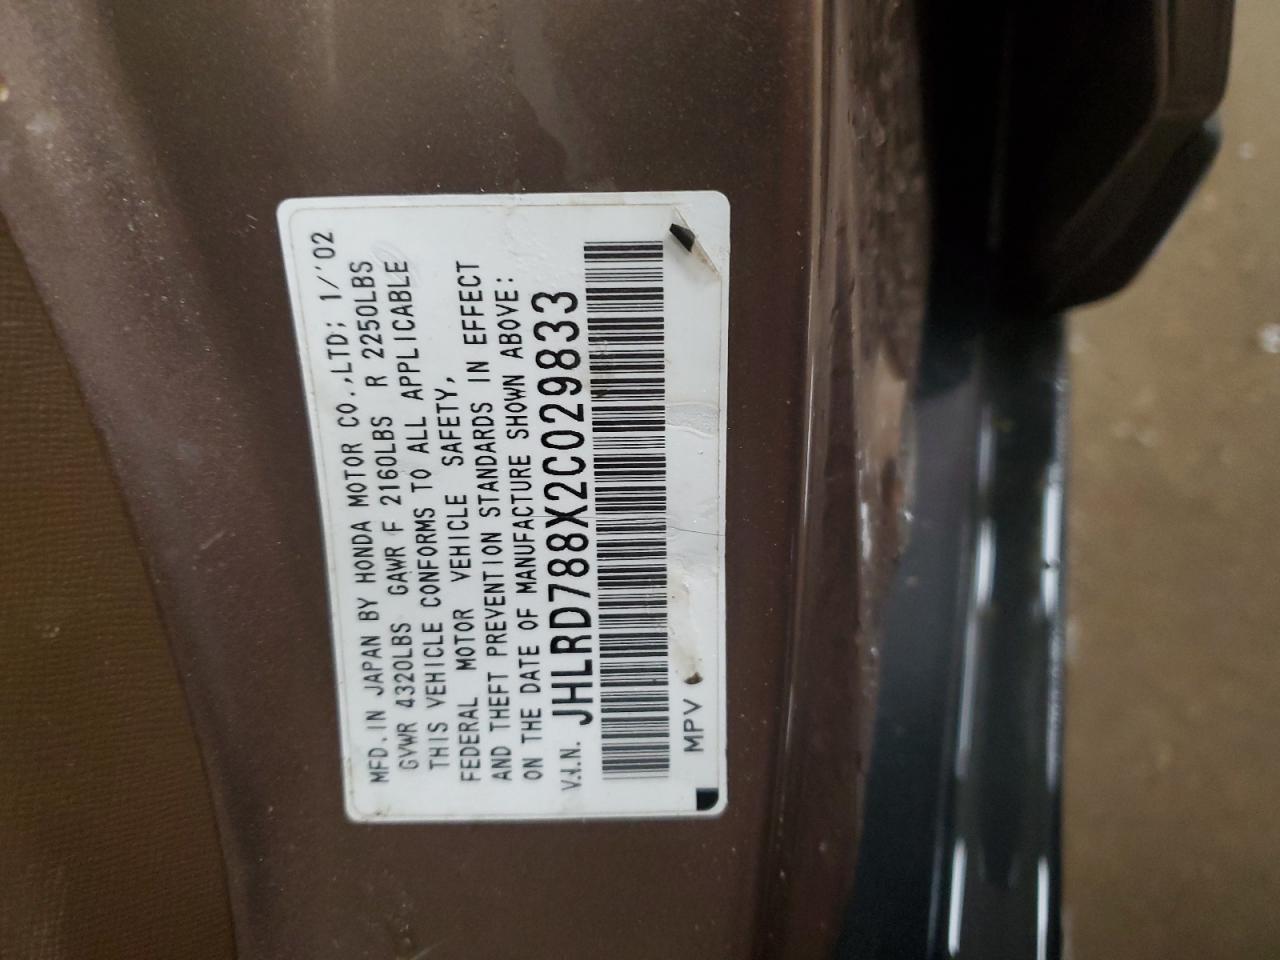 MFD. IN JAPAN BY HONDA MOTOR CO.,LTD; 1/'02
GVWR 4320LBS GAWR F 2160LBS R 2250LBS
THIS VEHICLE CONFORMS TO ALL APPLICABLE
FEDERAL MOTOR VEHICLE SAFETY,
AND THEFT PREVENTION STANDARDS IN EFFECT
ON THE DATE OF MANUFACTURE SHOWN ABOVE:
V.I.N. JHLRD788X2C029833
MPV